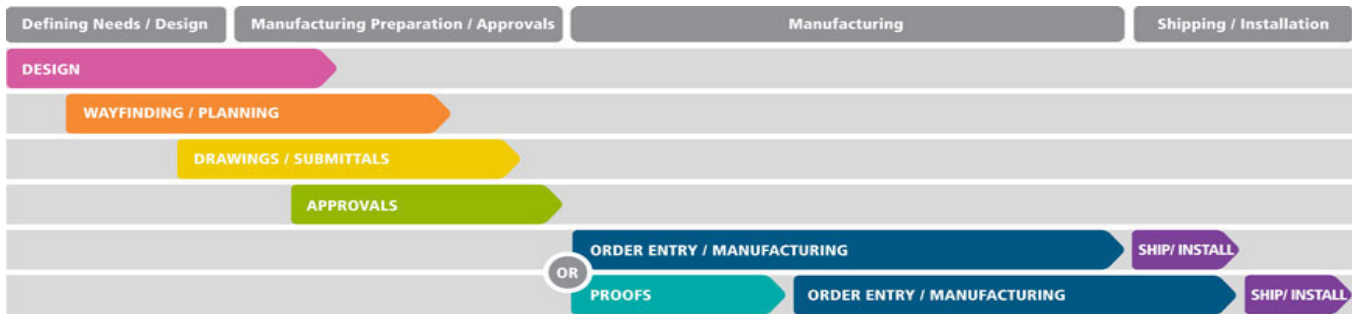 Defining Needs / Design
Manufacturing Preparation / Approvals
Manufacturing
Shipping / Installation
DESIGN
WAYFINDING / PLANNING
DRAWINGS / SUBMITTALS
APPROVALS
ORDER ENTRY / MANUFACTURING
SHIP/ INSTALL
OR
PROOFS
ORDER ENTRY / MANUFACTURING
SHIP/ INSTALL